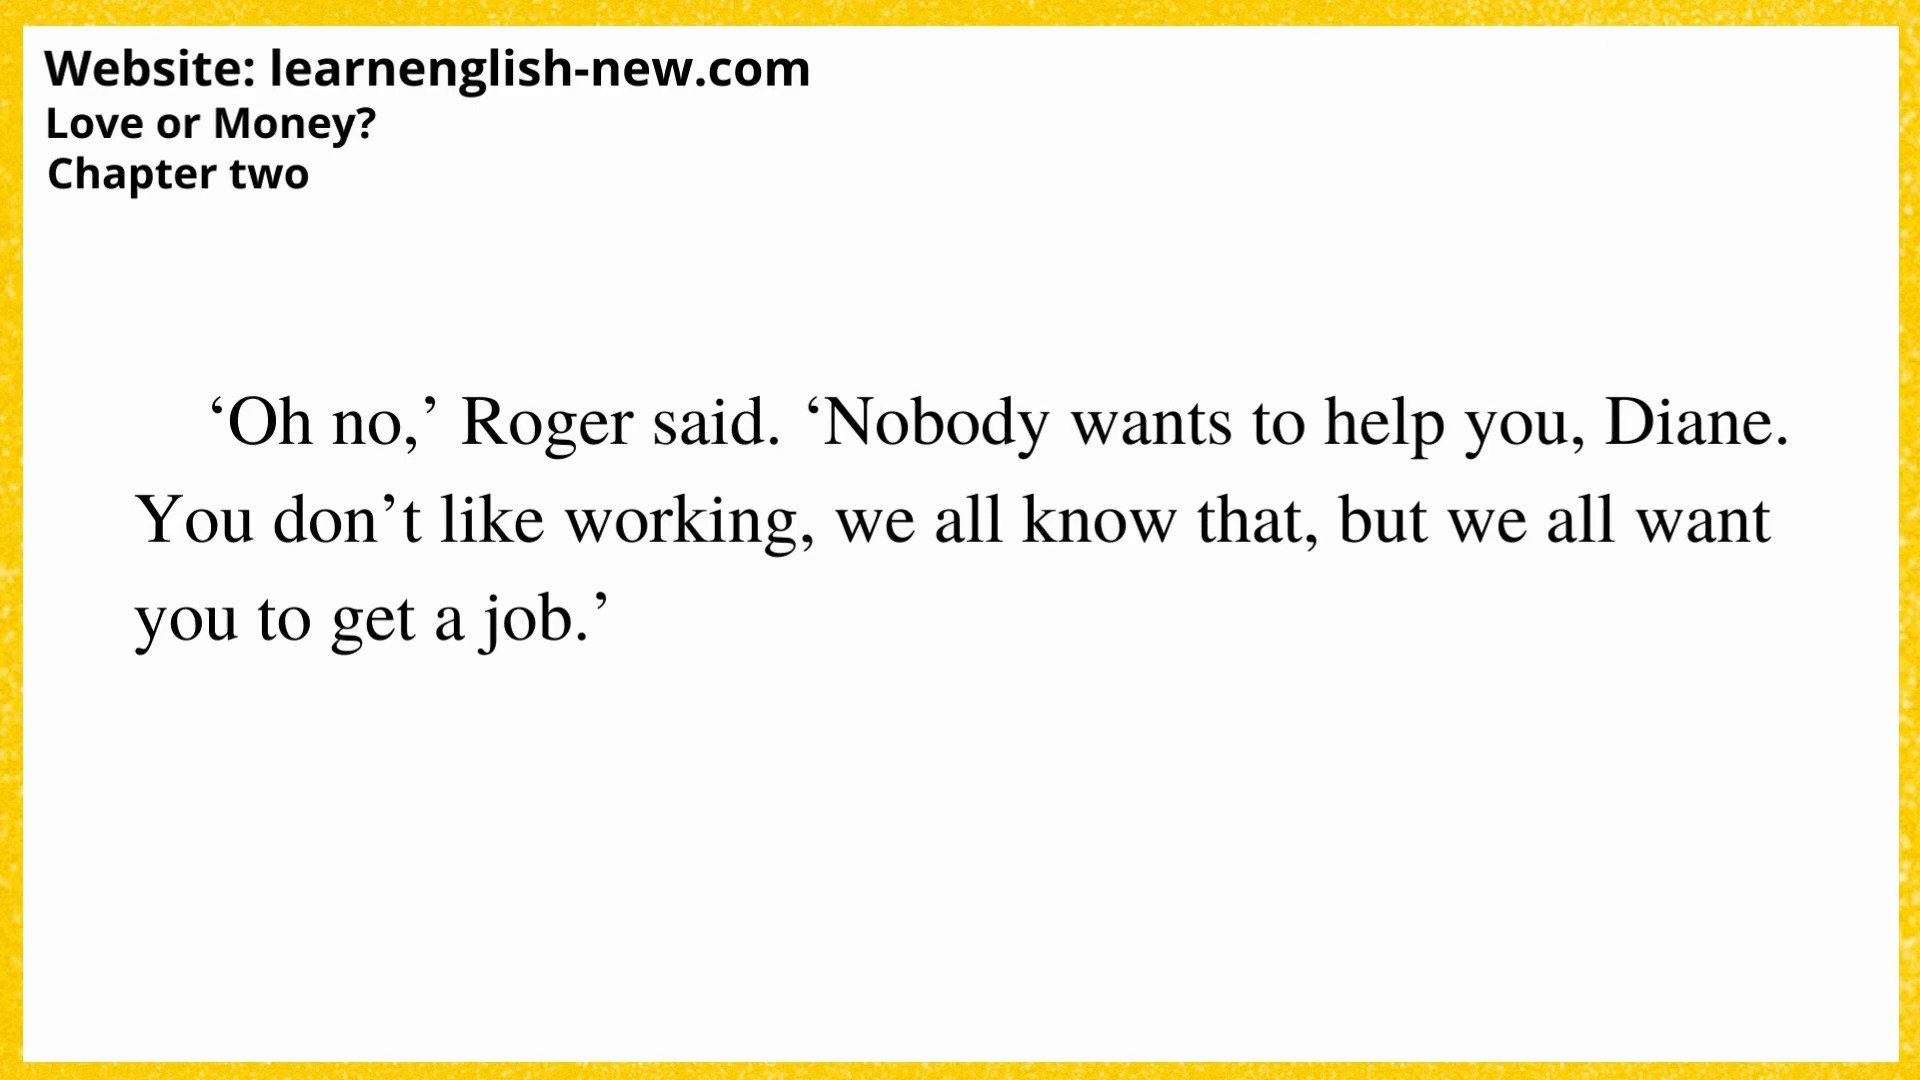 Website: learnenglish-new.com
Love or Money?
Chapter two
‘Oh no,’ Roger said. ‘Nobody wants to help you, Diane.
You don’t like working, we all know that, but we all want
you to get a job.’